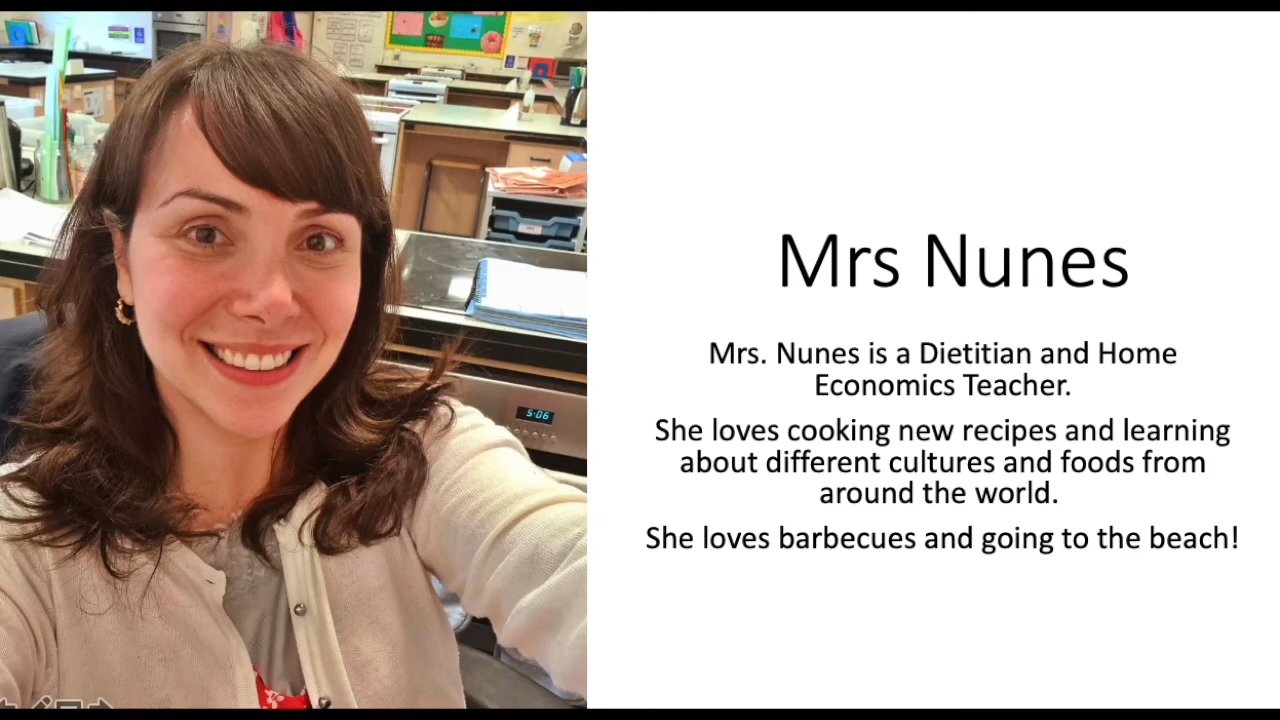 5:06
Mrs Nunes
Mrs. Nunes is a Dietitian and Home
Economics Teacher.
She loves cooking new recipes and learning
about different cultures and foods from
around the world.
She loves barbecues and going to the beach!